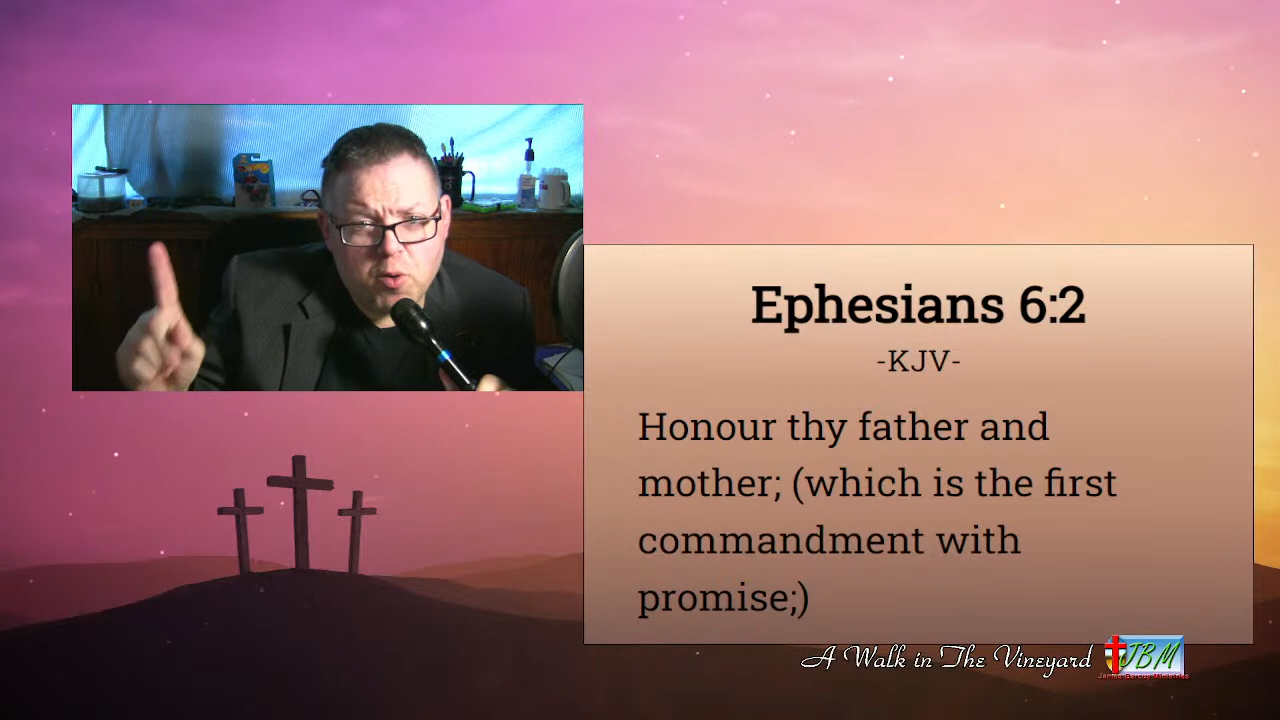 Ephesians 6:2
-KJV-
Honour thy father and
mother; (which is the first
commandment with
promise;)
A Walk in The Vineyard
JBM